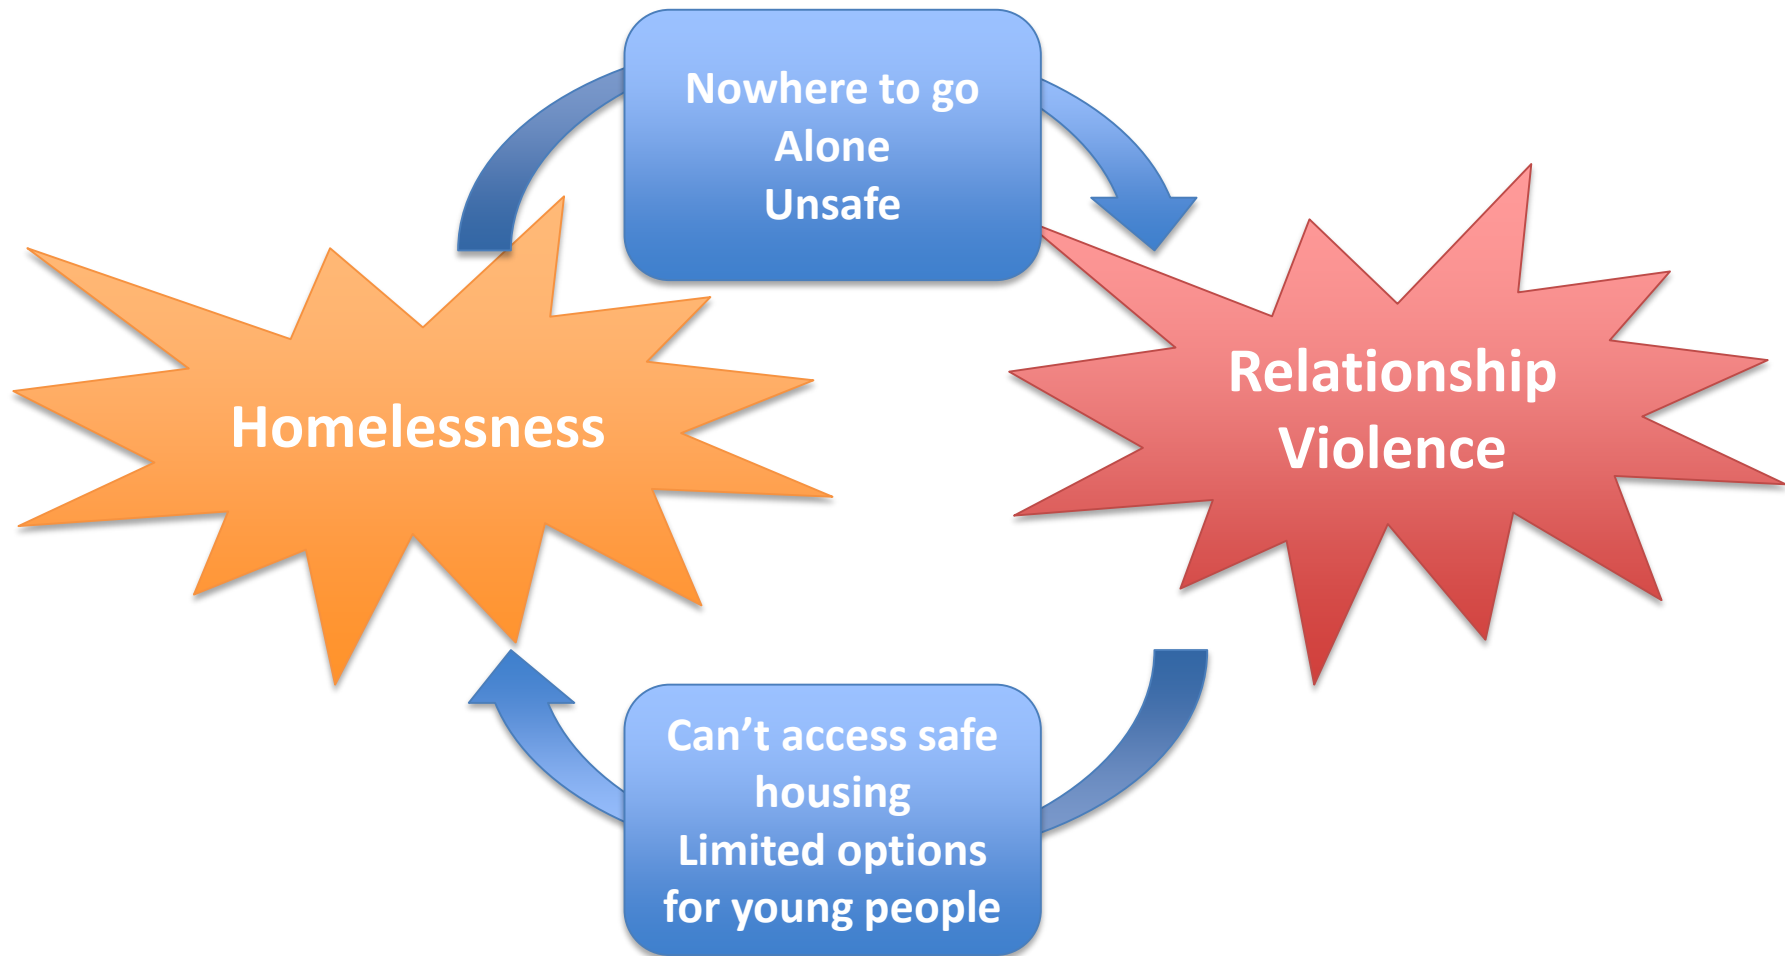 Nowhere to go
Alone
Unsafe
Homelessness
Relationship
Violence
Can’t access safe
housing
Limited options
for young people